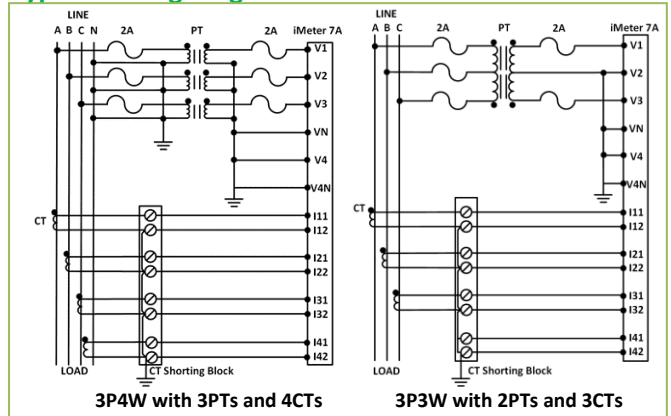 LINE
A B C N 2A PT 2A iMeter 7A
V1
V2
V3
VN
V4
V4N
CT
I11
I12
I21
I22
I31
I32
I41
I42
LOAD
CT Shorting Block
3P4W with 3PTs and 4CTs
LINE
A B C 2A PT 2A iMeter 7A
V1
V2
V3
VN
V4
V4N
CT
I11
I12
I21
I22
I31
I32
I41
I42
LOAD
CT Shorting Block
3P3W with 2PTs and 3CTs